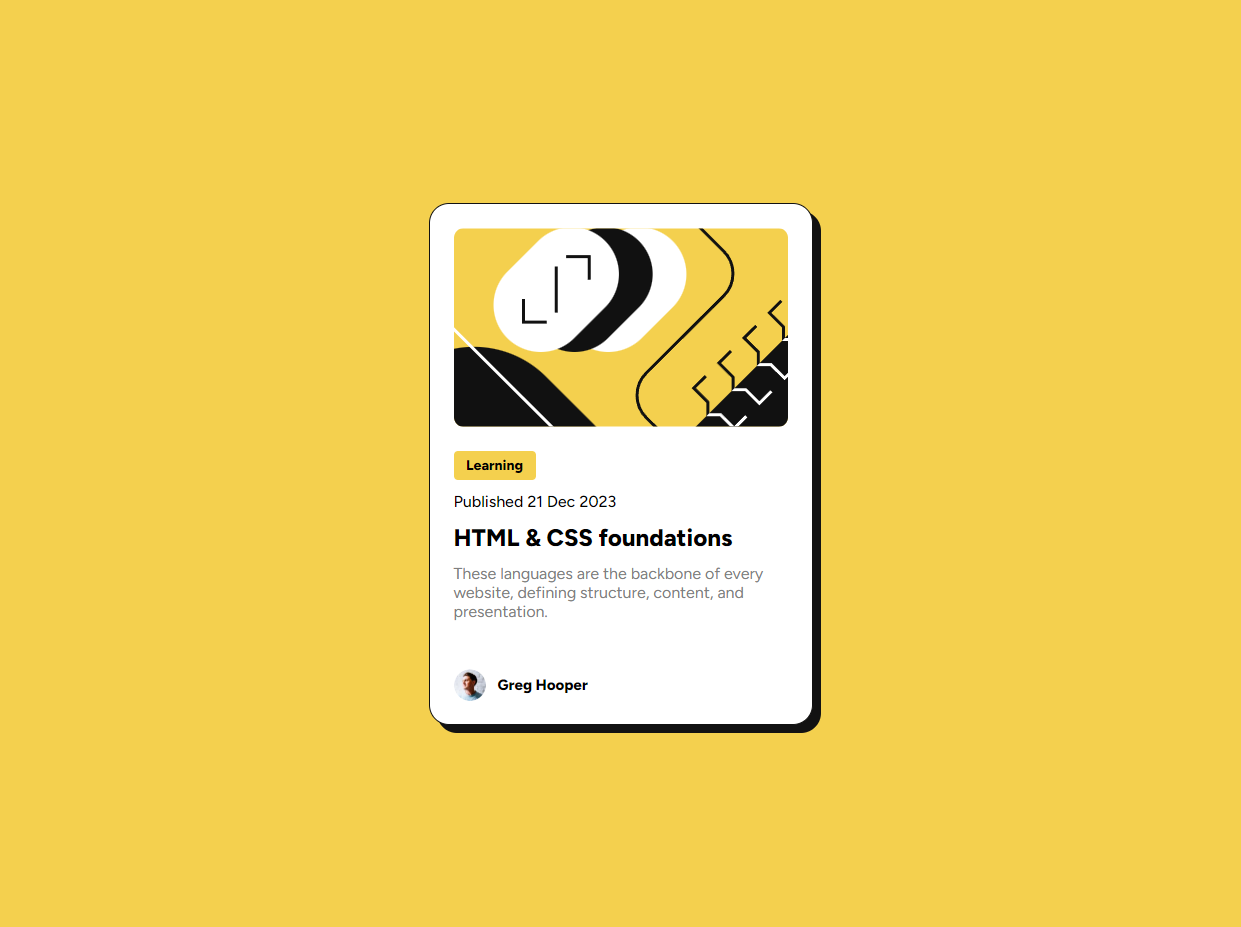 Learning
Published 21 Dec 2023
HTML & CSS foundations
These languages are the backbone of every
website, defining structure, content, and
presentation.
Greg Hooper